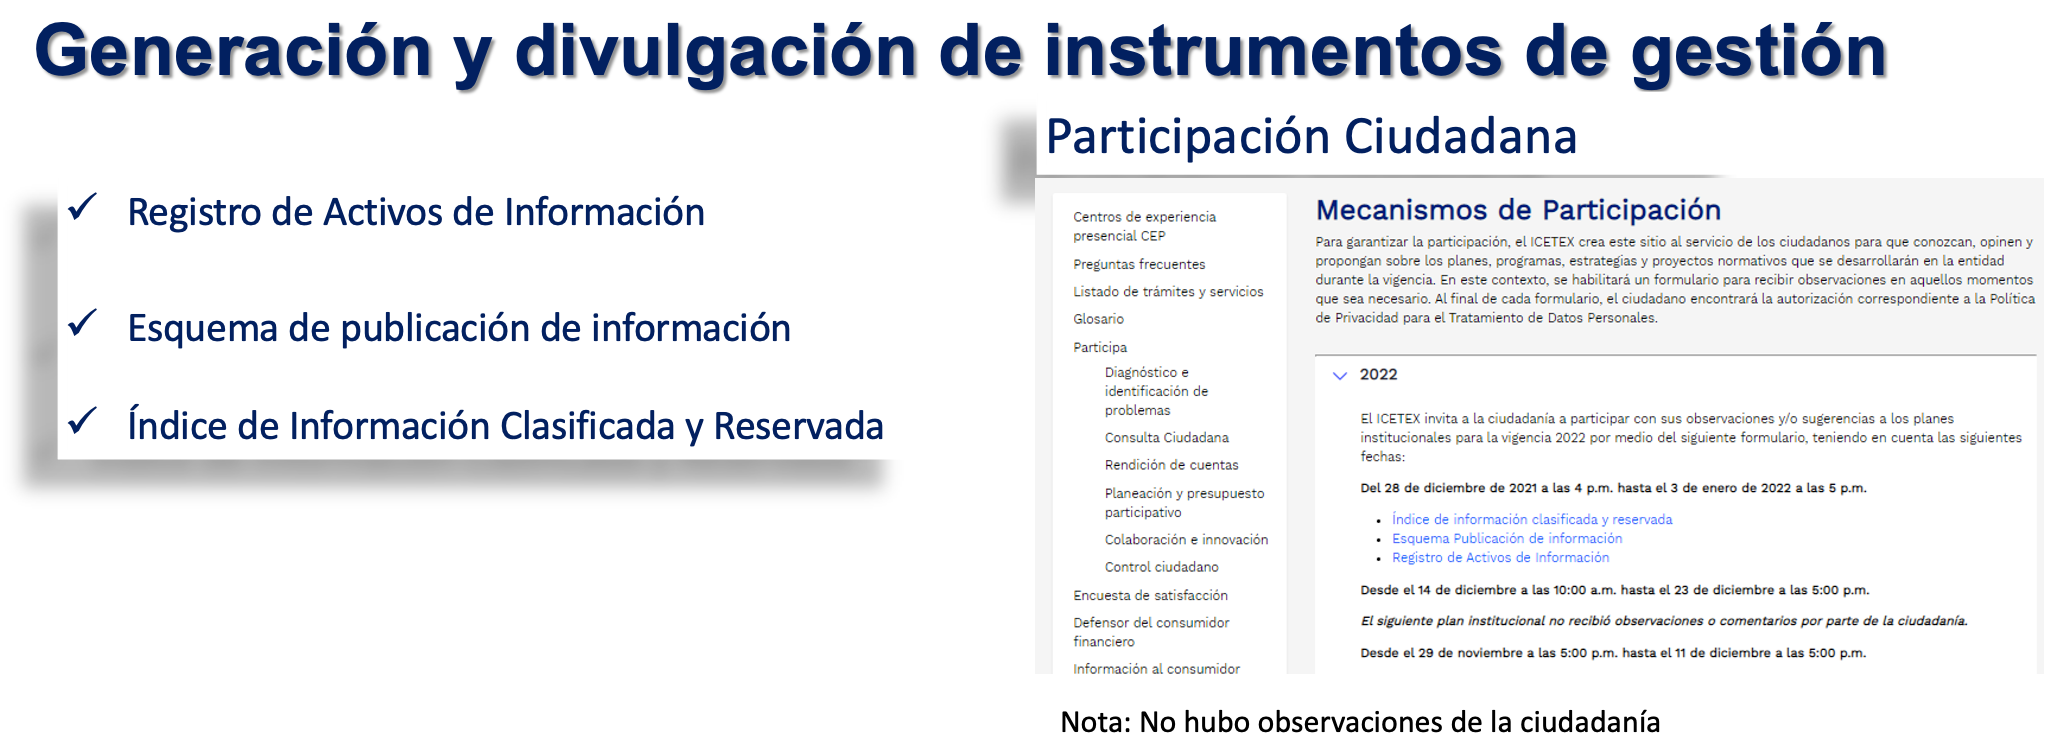 Generación y divulgación de instrumentos de gestión
Registro de Activos de Información
Esquema de publicación de información
Índice de Información Clasificada y Reservada
Participación Ciudadana
Centros de experiencia
presencial CEP
Preguntas frecuentes
Listado de trámites y servicios
Glosario
Participa
Diagnóstico e
identificación de
problemas
Consulta Ciudadana
Rendición de cuentas
Planeación y presupuesto
participativo
Colaboración e innovación
Control ciudadano
Encuesta de satisfacción
Defensor del consumidor
financiero
Información al consumidor
Mecanismos de Participación
Para garantizar la participación, el ICETEX crea este sitio al servicio de los ciudadanos para que conozcan, opinen y
propongan sobre los planes, programas, estrategias y proyectos normativos que se desarrollarán en la entidad
durante la vigencia. En este contexto, se habilitará un formulario para recibir observaciones en aquellos momentos
que sea necesario. Al final de cada formulario, el ciudadano encontrará la autorización correspondiente a la Política
de Privacidad para el Tratamiento de Datos Personales.
2022
El ICETEX invita a la ciudadanía a participar con sus observaciones y/o sugerencias a los planes
institucionales para la vigencia 2022 por medio del siguiente formulario, teniendo en cuenta las siguientes
fechas:
Del 28 de diciembre de 2021 a las 4 p.m. hasta el 3 de enero de 2022 a las 5 p.m.
• Índice de información clasificada y reservada
• Esquema Publicación de información
• Registro de Activos de Información
Desde el 14 de diciembre a las 10:00 a.m. hasta el 23 de diciembre a las 5:00 p.m.
El siguiente plan institucional no recibió observaciones o comentarios por parte de la ciudadanía.
Desde el 29 de noviembre a las 5:00 p.m. hasta el 11 de diciembre a las 5:00 p.m.
Nota: No hubo observaciones de la ciudadanía